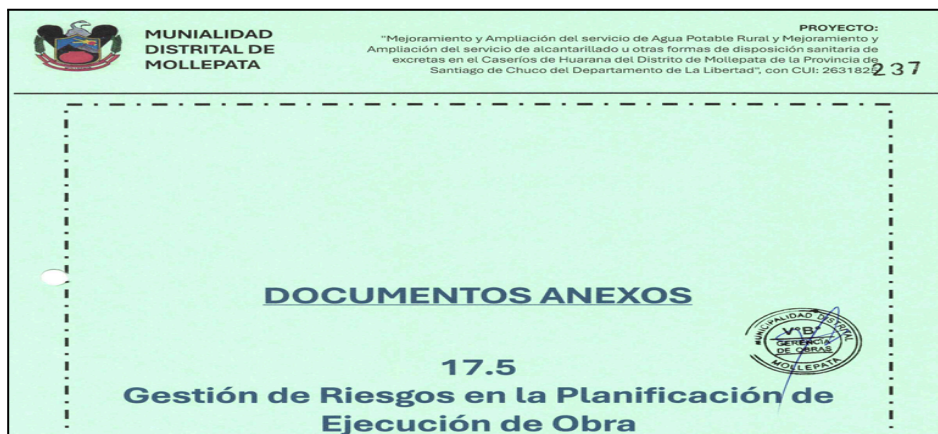 MUNIALIDAD
DISTRITAL DE
MOLLEPATA
PROYECTO:
"Mejoramiento y Ampliación del servicio de Agua Potable Rural y Mejoramiento y
Ampliación del servicio de alcantarillado u otras formas de disposición sanitaria de
excretas en el Caseríos de Huarana del Distrito de Mollepata de la Provincia de
Santiago de Chuco del Departamento de La Libertad", con CUI: 2631825
237
DOCUMENTOS ANEXOS
MUNICIPALIDAD DISTRITAL
V°B°
GERENCIA
DE OBRAS
MOLLEPATA
17.5
Gestión de Riesgos en la Planificación de
Ejecución de Obra